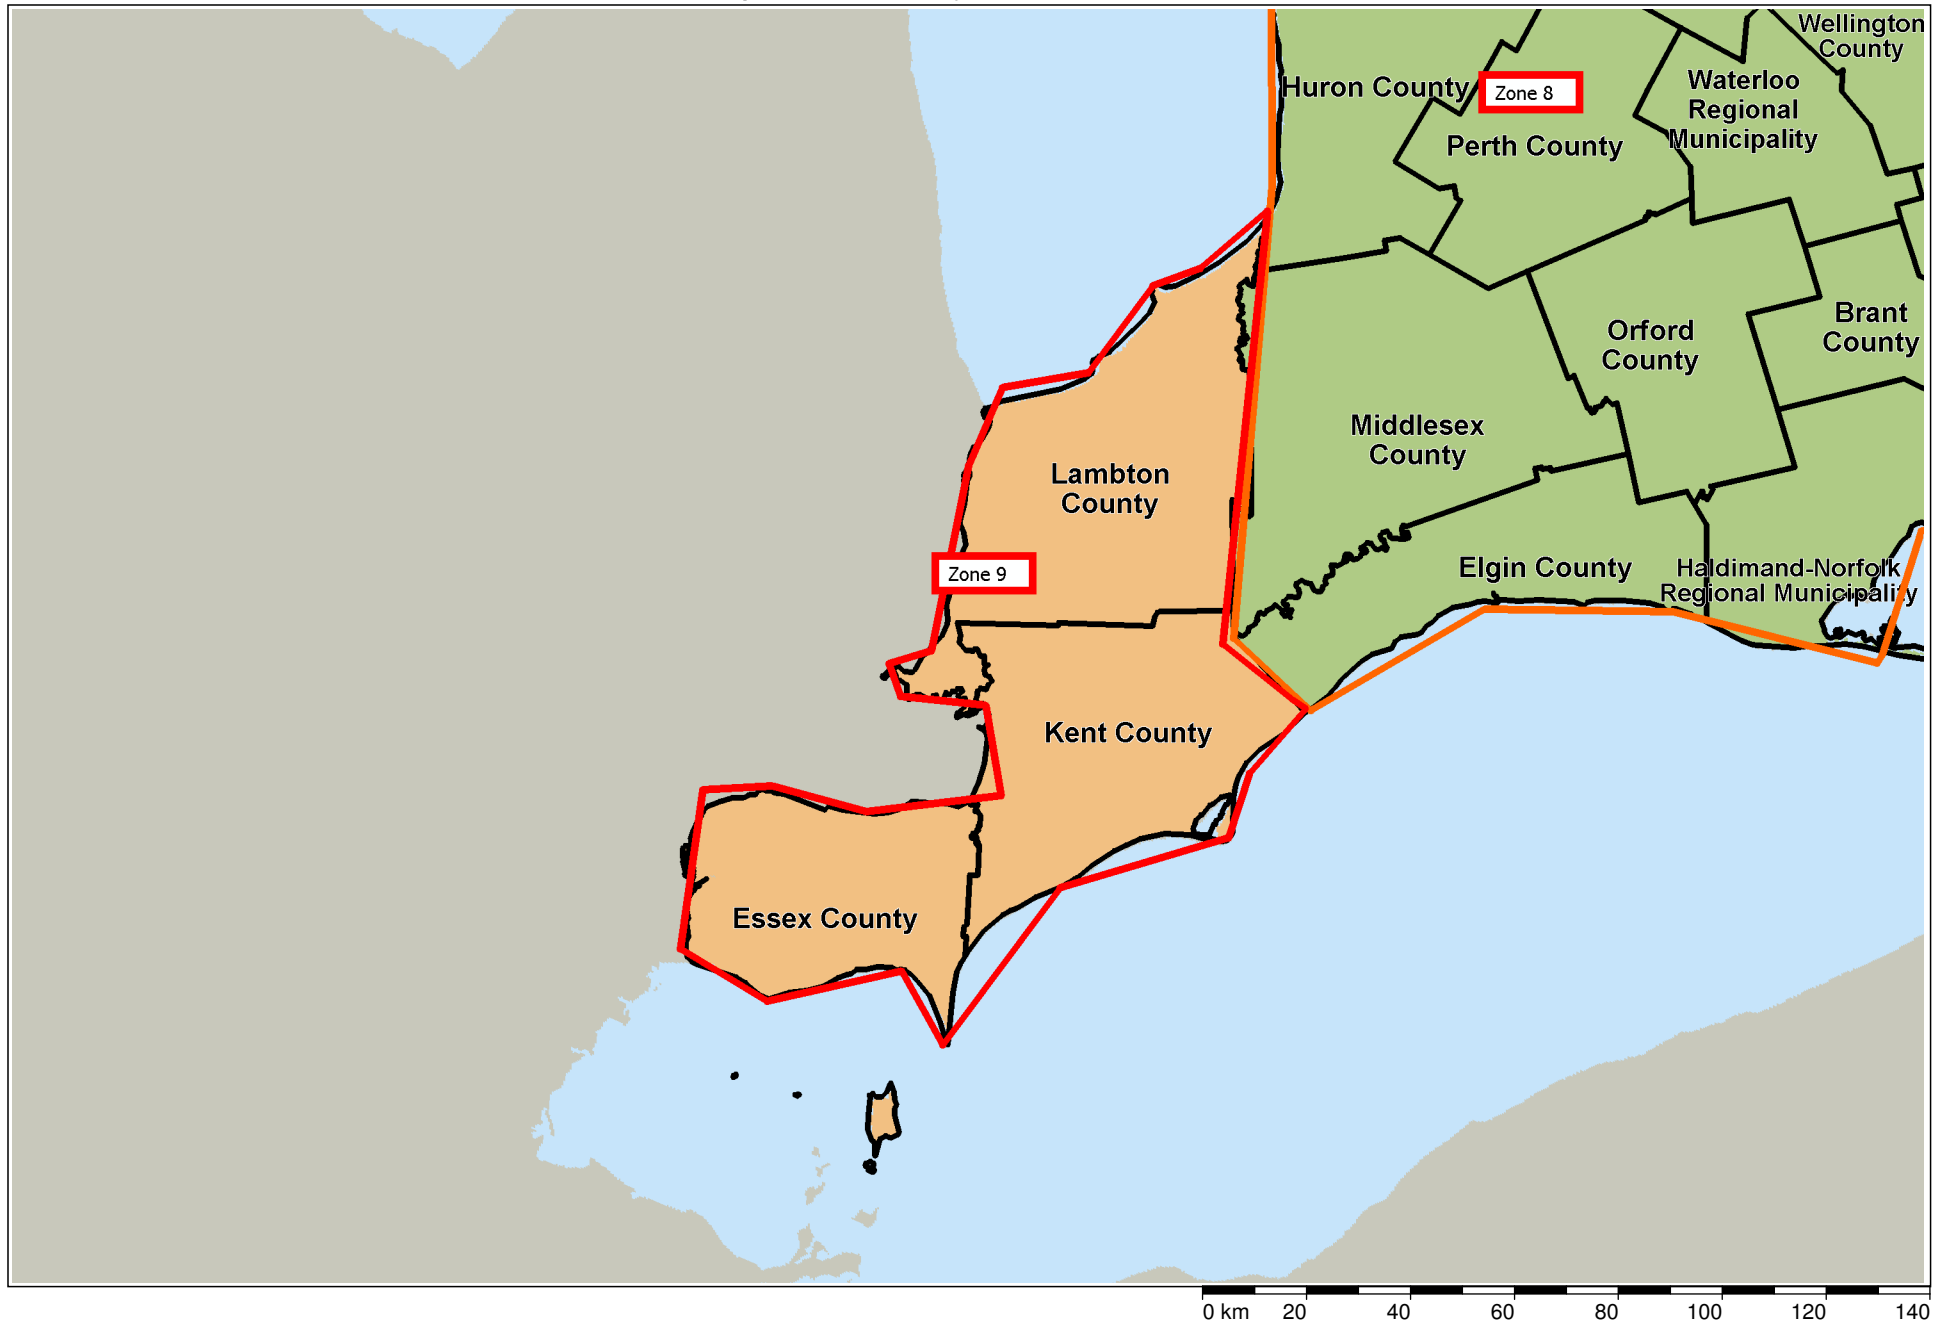 Wellington
County
Huron County
Zone 8
Waterloo
Regional
Municipality
Perth County
Brant
County
Orford
County
Middlesex
County
Lambton
County
Zone 9
Elgin County
Haldimand-Norfolk
Regional Municipality
Kent County
Essex County
0 km 20 40 60 80 100 120 140